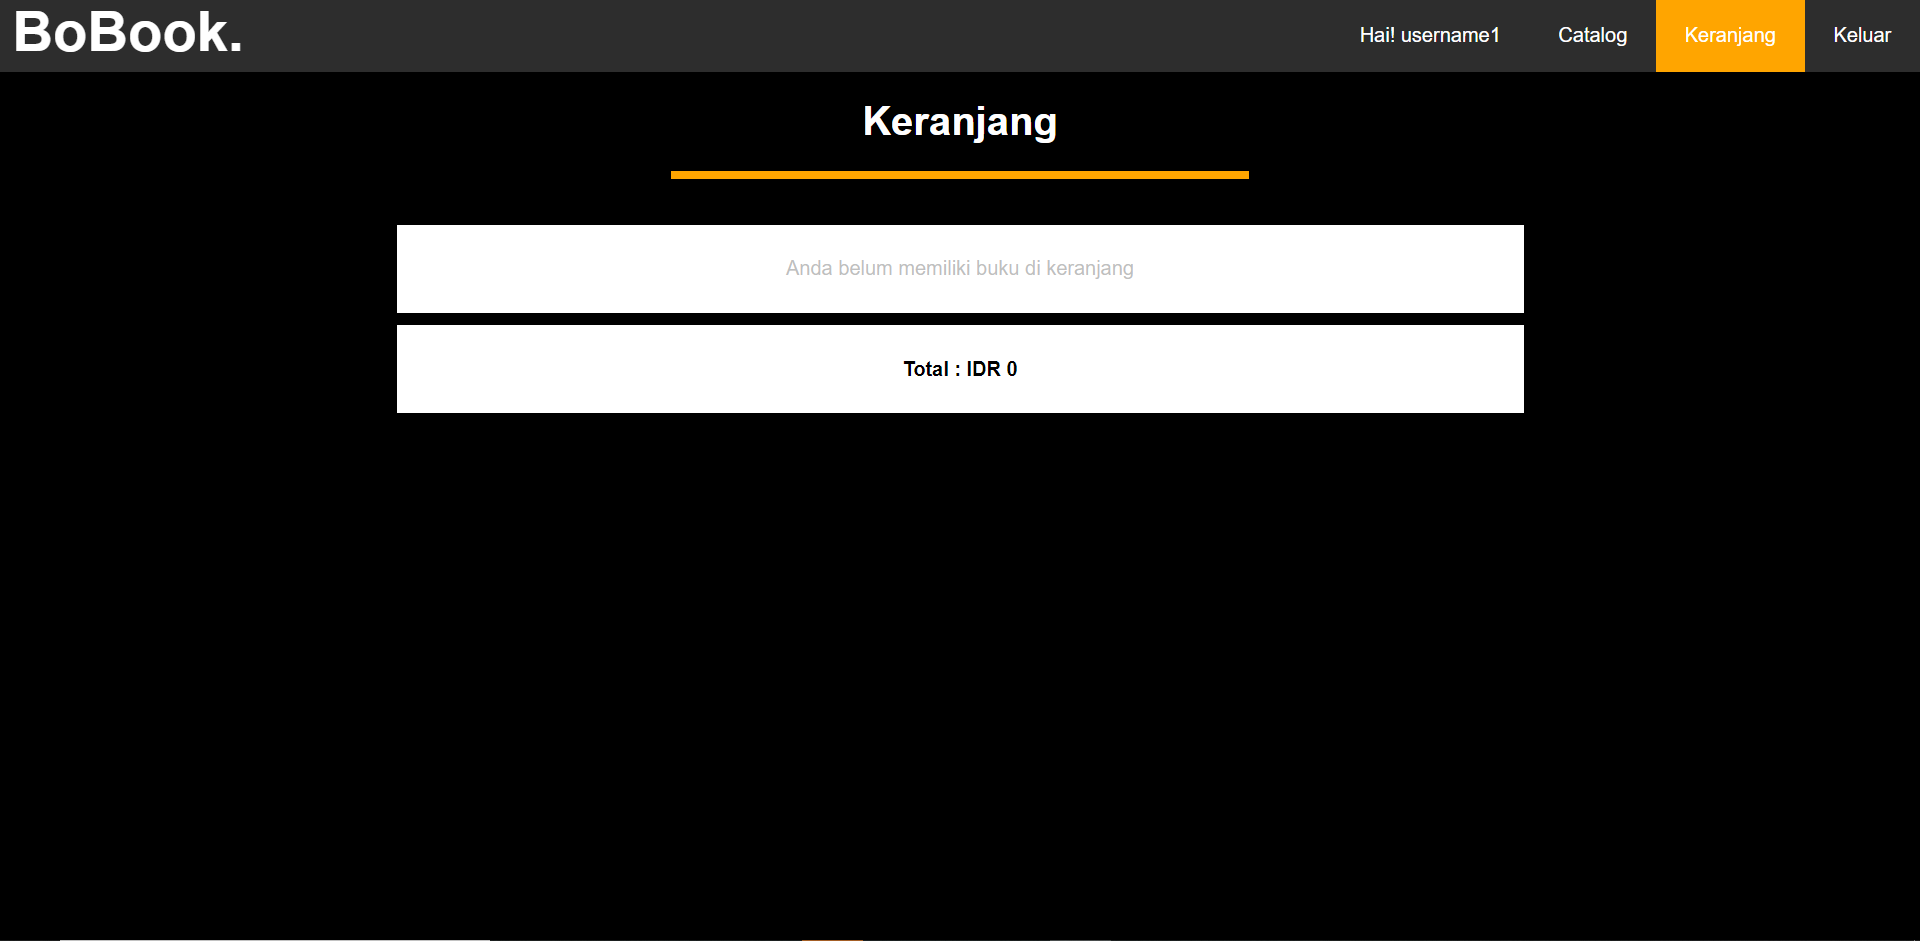 BoBook.
Hai! username1 Catalog Keranjang Keluar
Keranjang
Anda belum memiliki buku di keranjang
Total : IDR 0